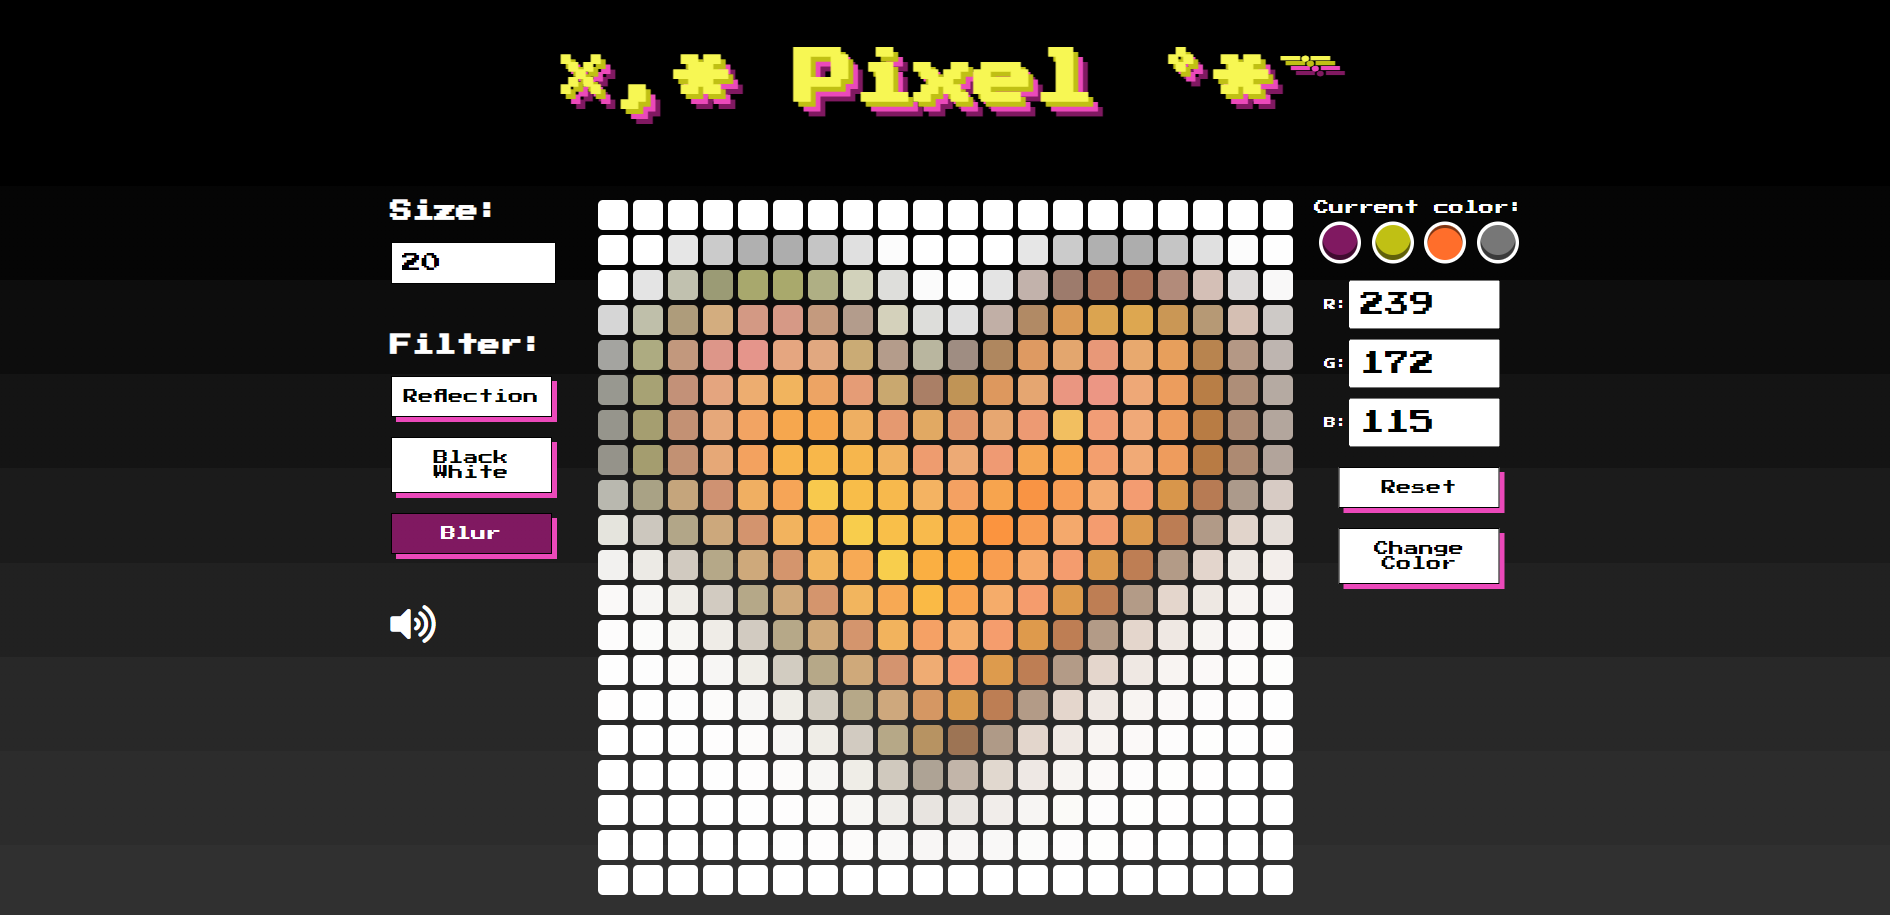 ×,* Pixel °*
Size:
20
Filter:
Reflection
Black
White
Blur
Current color:
R: 239
G: 172
B: 115
Reset
Change
Color